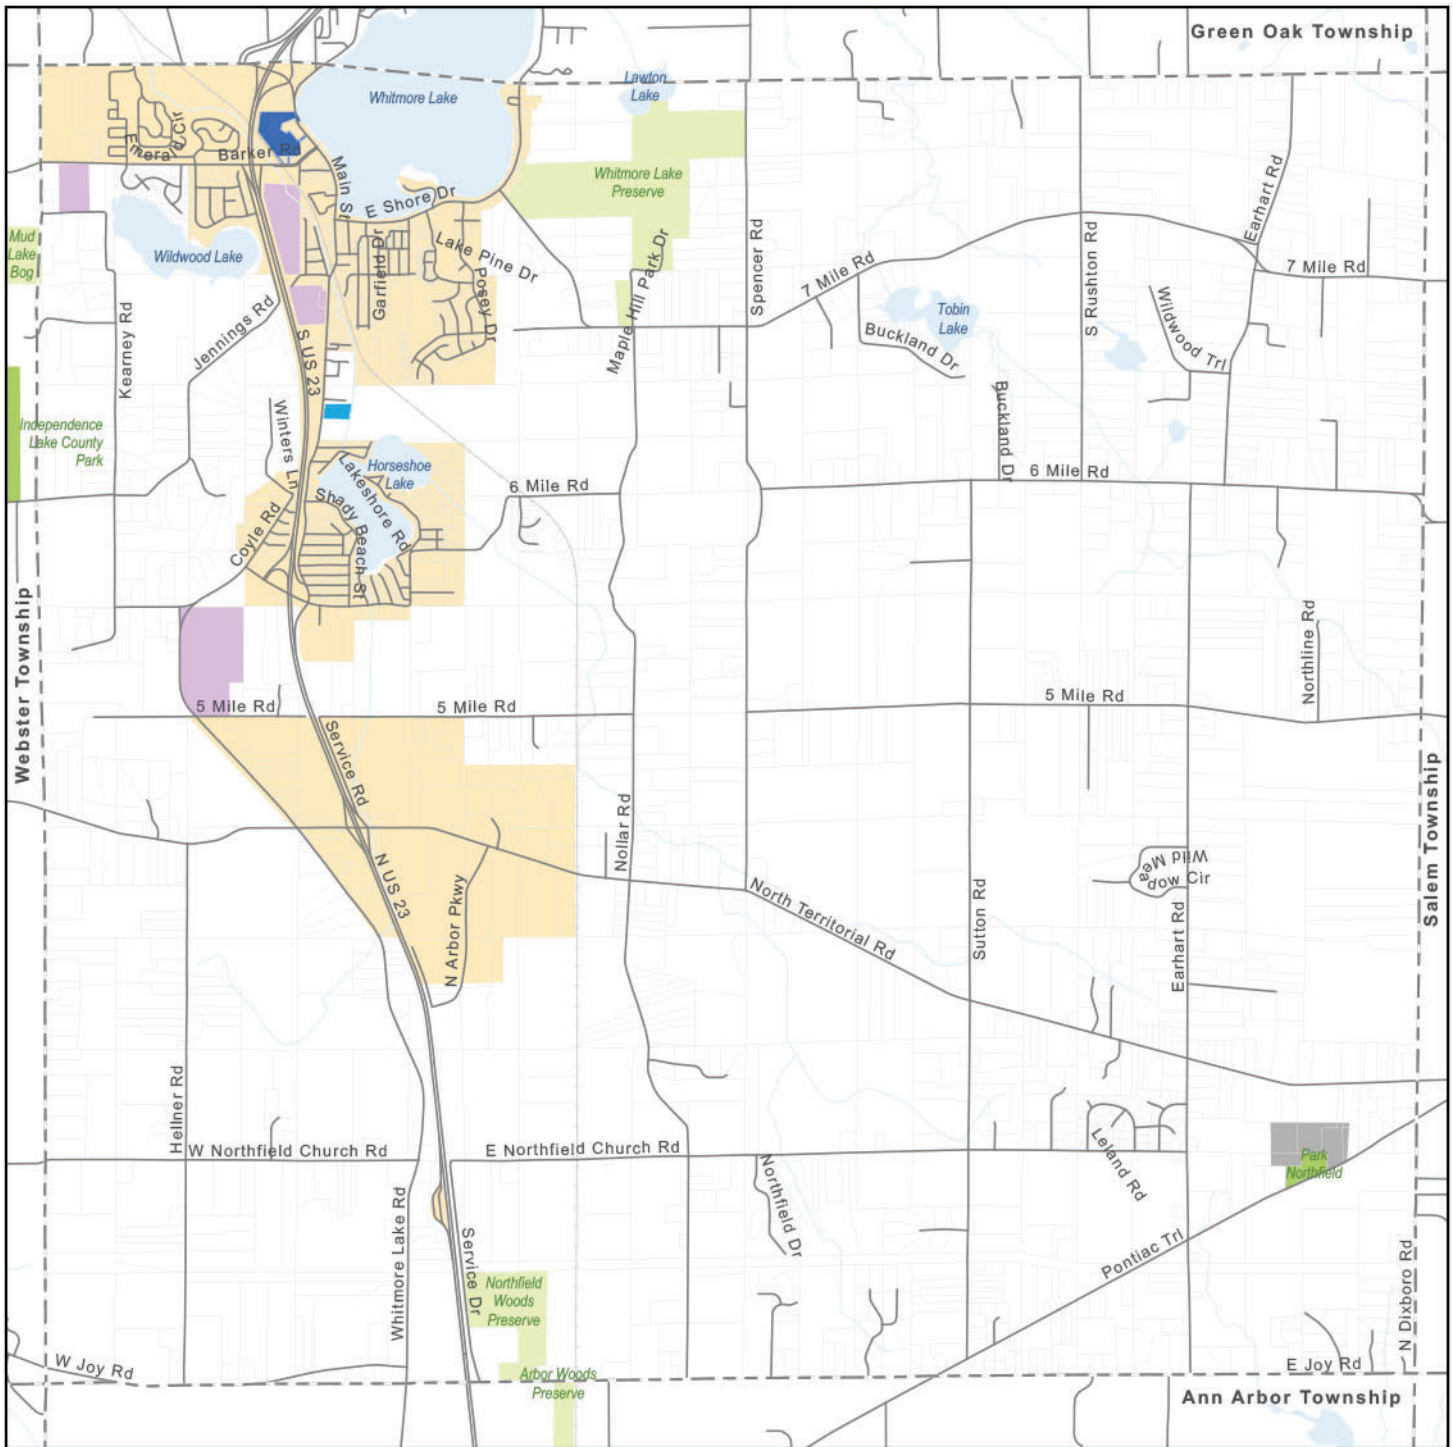 Green Oak Township
Whitmore Lake
Lawton
Lake
Emerald Cir
Barker Rd
Main St
E Shore Dr
Whitmore Lake
Preserve
Earhart Rd
Mud
Lake
Bog
Wildwood Lake
Garfield Dr
Lake Pine Dr
Posey Dr
Maple Hill Park Dr
Spencer Rd
7 Mile Rd
S Rushton Rd
7 Mile Rd
Kearney Rd
Jennings Rd
S US 23
Tobin
Lake
Buckland Dr
Wildwood Trl
Independence
Lake County
Park
Winters Ln
Buckland Dr
Horseshoe
Lake
Lakeshore Rd
Shady Beach St
6 Mile Rd
6 Mile Rd
Coyle Rd
Webster Township
Northline Rd
5 Mile Rd
5 Mile Rd
5 Mile Rd
Service Rd
Salem Township
Nollar Rd
N US 23
N Arbor Pkwy
North Territorial Rd
Sutton Rd
Wild Mea
dow Cir
Earhart Rd
Hellner Rd
W Northfield Church Rd
E Northfield Church Rd
Leland Rd
Park
Northfield
Whitmore Lake Rd
Service Dr
Northfield Dr
Pontiac Trl
N Dixboro Rd
Northfield
Woods
Preserve
W Joy Rd
Arbor Woods
Preserve
E Joy Rd
Ann Arbor Township